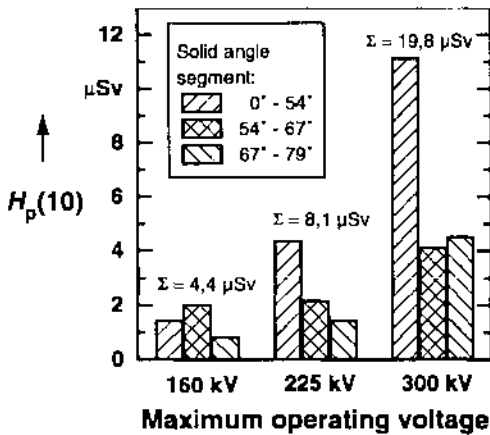 Σ = 19,8 µSv
Solid angle
segment:
0° - 54°
54° - 67°
67° - 79°
µSv
12
8
Hp(10)
6
4
2
0
Σ = 8,1 µSv
Σ = 4,4 µSv
160 kV
225 kV
300 kV
Maximum operating voltage